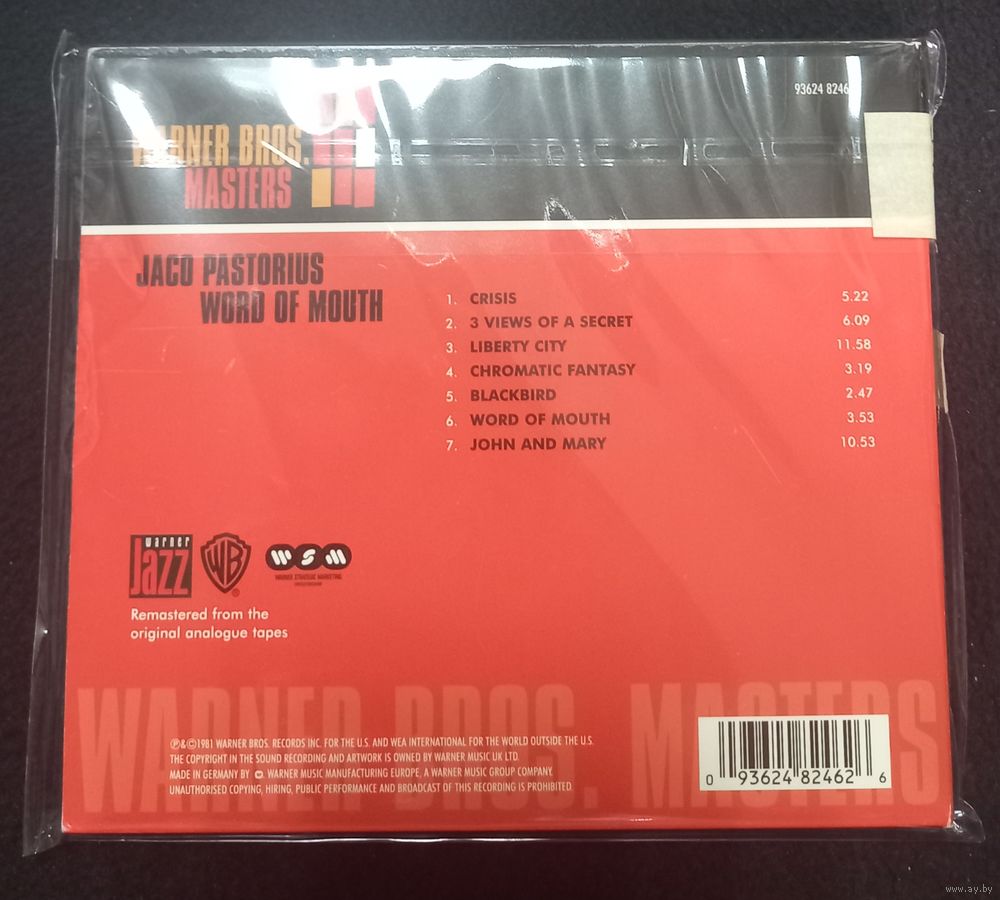 93624 8246
WARNER BROS.
MASTERS
JACO PASTORIUS
WORD OF MOUTH
1. CRISIS 5.22
2. 3 VIEWS OF A SECRET 6.09
3. LIBERTY CITY 11.58
4. CHROMATIC FANTASY 3.19
5. BLACKBIRD 2.47
6. WORD OF MOUTH 3.53
7. JOHN AND MARY 10.53
warner
Jazz
WB
WSM
WARNER STRATEGIC MARKETING
Remastered from the
original analogue tapes
WARNER BROS. MASTERS
℗&©1981 WARNER BROS. RECORDS INC. FOR THE U.S. AND WEA INTERNATIONAL FOR THE WORLD OUTSIDE THE U.S.
THE COPYRIGHT IN THE SOUND RECORDING AND ARTWORK IS OWNED BY WARNER MUSIC UK LTD.
MADE IN GERMANY BY WARNER MUSIC MANUFACTURING EUROPE, A WARNER MUSIC GROUP COMPANY.
UNAUTHORISED COPYING, HIRING, PUBLIC PERFORMANCE AND BROADCAST OF THIS RECORDING IS PROHIBITED.
0 93624 82462 6
www.ay.by